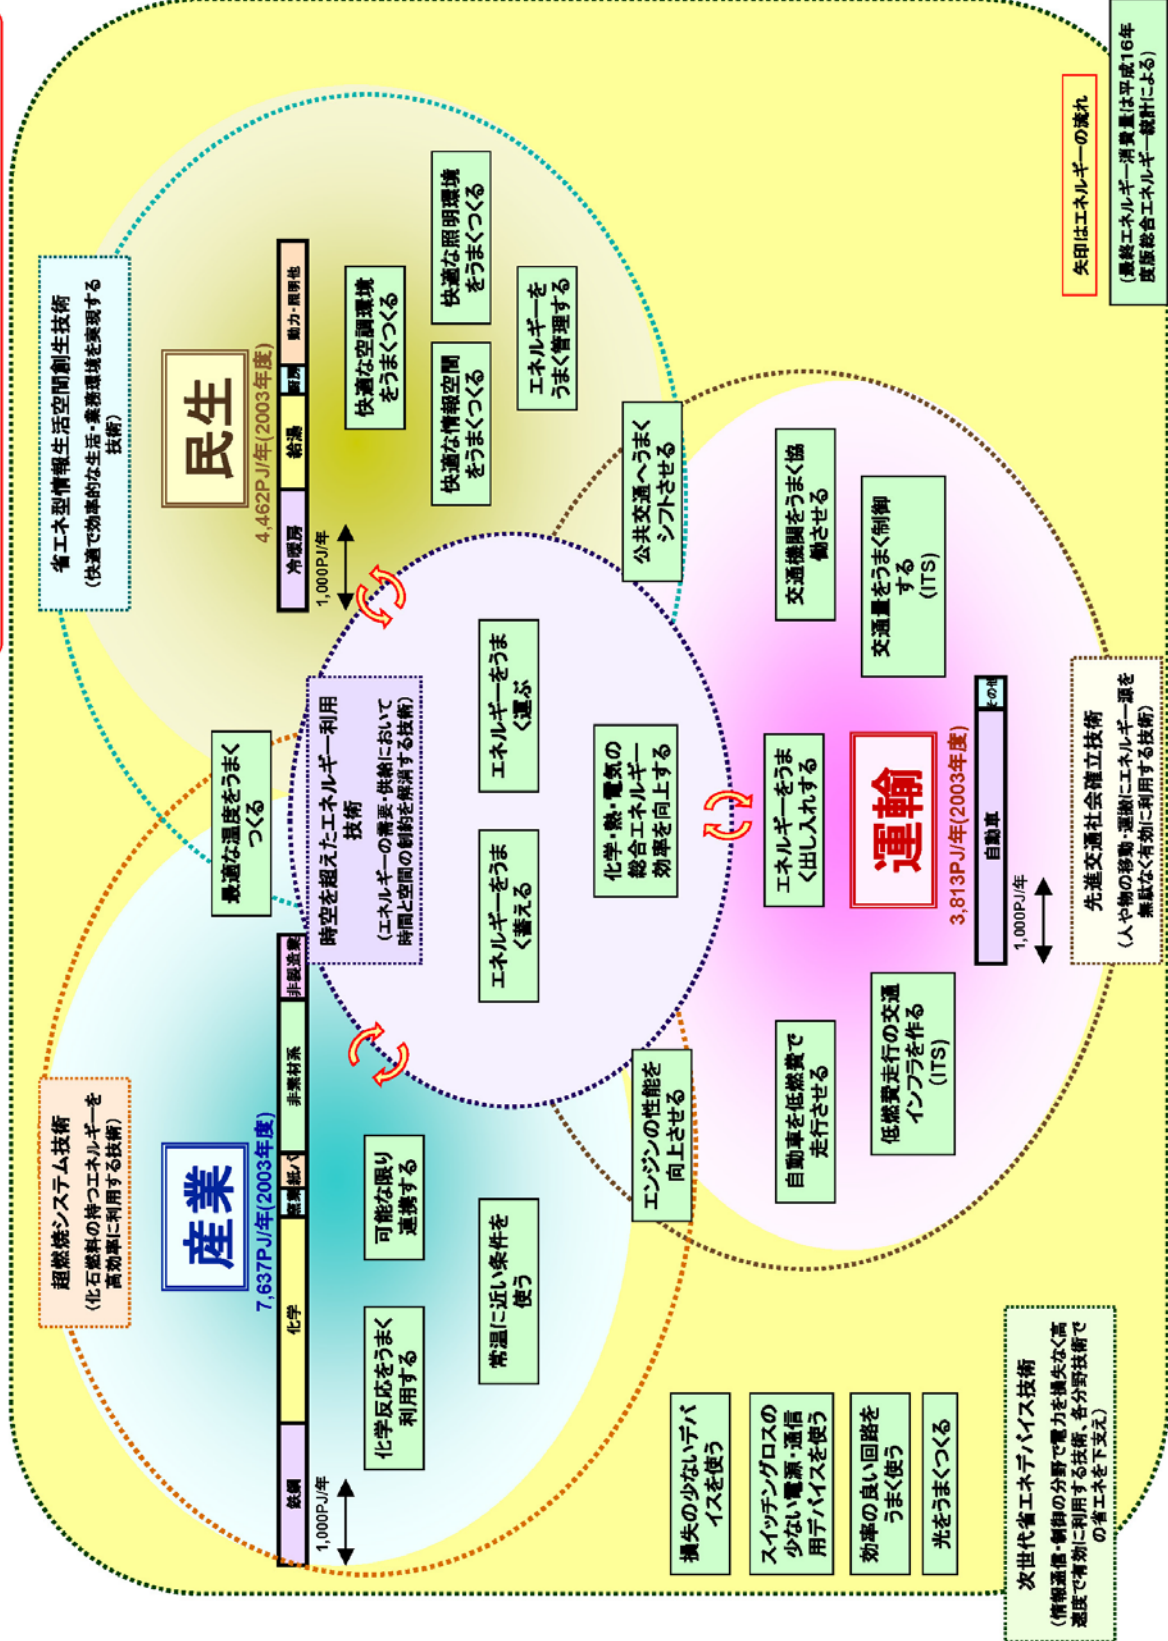 超燃焼システム技術
（化石燃料の持つエネルギーを
高効率に利用する技術）
省エネ型情報生活空間創生技術
（快適で効率的な生活・業務環境を実現する
技術）
産業
7,637PJ/年(2003年度)
鉄鋼
化学
窯業
紙パ
非素材系
非製造業
1,000PJ/年
最適な温度をうまく
つくる
民生
4,462PJ/年(2003年度)
冷暖房
給湯
厨房
動力・照明他
1,000PJ/年
化学反応をうまく
利用する
可能な限り
連携する
常温に近い条件を
使う
時空を超えたエネルギー利用
技術
（エネルギーの需要・供給において
時間と空間の制約を解消する技術）
エネルギーをうま
く蓄える
エネルギーをうま
く運ぶ
化学・熱・電気の
総合エネルギー
効率を向上する
快適な空調環境
をうまくつくる
快適な情報空間
をうまくつくる
快適な照明環境
をうまくつくる
エネルギーを
うまく管理する
エンジンの性能を
向上させる
公共交通へうまく
シフトさせる
損失の少ないデバ
イスを使う
スイッチングロスの
少ない電源・通信
用デバイスを使う
効率の良い回路を
うまく使う
光をうまくつくる
自動車を低燃費で
走行させる
低燃費走行の交通
インフラを作る
(ITS)
エネルギーをうま
く出し入れする
交通機関をうまく協
働させる
交通量をうまく制御
する
(ITS)
運輸
3,813PJ/年(2003年度)
自動車
その他
1,000PJ/年
次世代省エネデバイス技術
（情報通信・制御の分野で電力を損失なく高
速度で有効に利用する技術、各分野技術で
の省エネを下支え）
先進交通社会確立技術
（人や物の移動・運搬にエネルギー源を
無駄なく有効に利用する技術）
矢印はエネルギーの流れ
（最終エネルギー消費量は平成16年
度版総合エネルギー統計による）